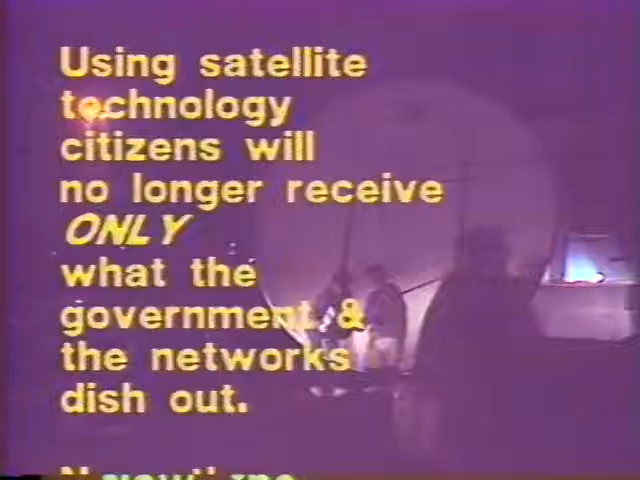 Using satellite
technology
citizens will
no longer receive
ONLY
what the
government &
the networks
dish out.